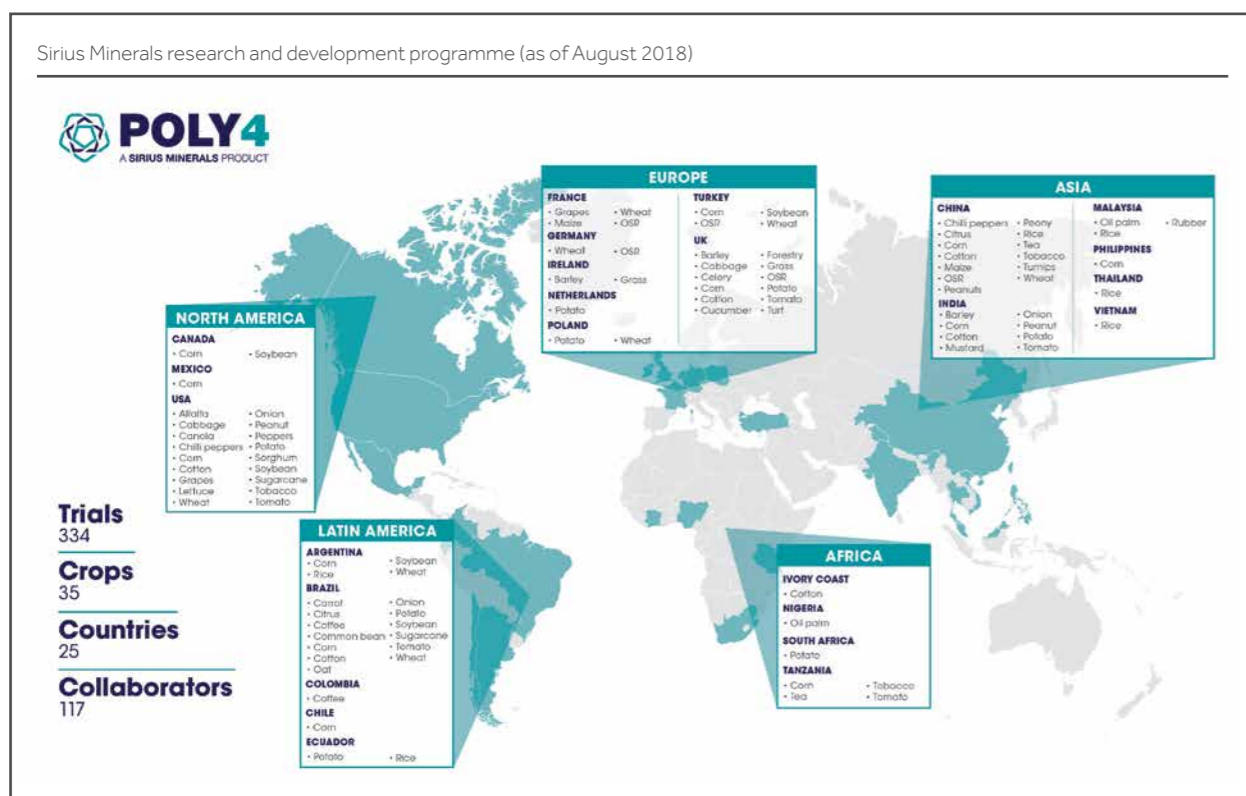 Sirius Minerals research and development programme (as of August 2018)
POLY4
A SIRIUS MINERALS PRODUCT
NORTH AMERICA
CANADA
• Corn • Soybean
MEXICO
• Corn
USA
• Alfalfa • Onion
• Cabbage • Peanut
• Canola • Peppers
• Chilli peppers • Potato
• Corn • Sorghum
• Cotton • Soybean
• Grapes • Sugarcane
• Lettuce • Tobacco
• Wheat • Tomato
EUROPE
FRANCE
• Grapes • Wheat
• Maize • OSR
GERMANY
• Wheat • OSR
IRELAND
• Barley • Grass
NETHERLANDS
• Potato
POLAND
• Potato • Wheat
TURKEY
• Corn • Soybean
• OSR • Wheat
UK
• Barley • Forestry
• Cabbage • Grass
• Celery • OSR
• Corn • Potato
• Cotton • Tomato
• Cucumber • Turf
ASIA
CHINA
• Chilli peppers • Peony
• Citrus • Rice
• Corn • Tea
• Cotton • Tobacco
• Maize • Turnips
• OSR • Wheat
• Peanuts
INDIA
• Barley • Onion
• Corn • Peanut
• Cotton • Potato
• Mustard • Tomato
MALAYSIA
• Oil palm • Rubber
• Rice
PHILIPPINES
• Corn
THAILAND
• Rice
VIETNAM
• Rice
Trials
334
Crops
35
Countries
25
Collaborators
117
LATIN AMERICA
ARGENTINA
• Corn • Soybean
• Rice • Wheat
BRAZIL
• Carrot • Onion
• Citrus • Potato
• Coffee • Soybean
• Common bean • Sugarcane
• Corn • Tomato
• Cotton • Wheat
• Oat
COLOMBIA
• Coffee
CHILE
• Corn
ECUADOR
• Potato • Rice
AFRICA
IVORY COAST
• Cotton
NIGERIA
• Oil palm
SOUTH AFRICA
• Potato
TANZANIA
• Corn • Tobacco
• Tea • Tomato